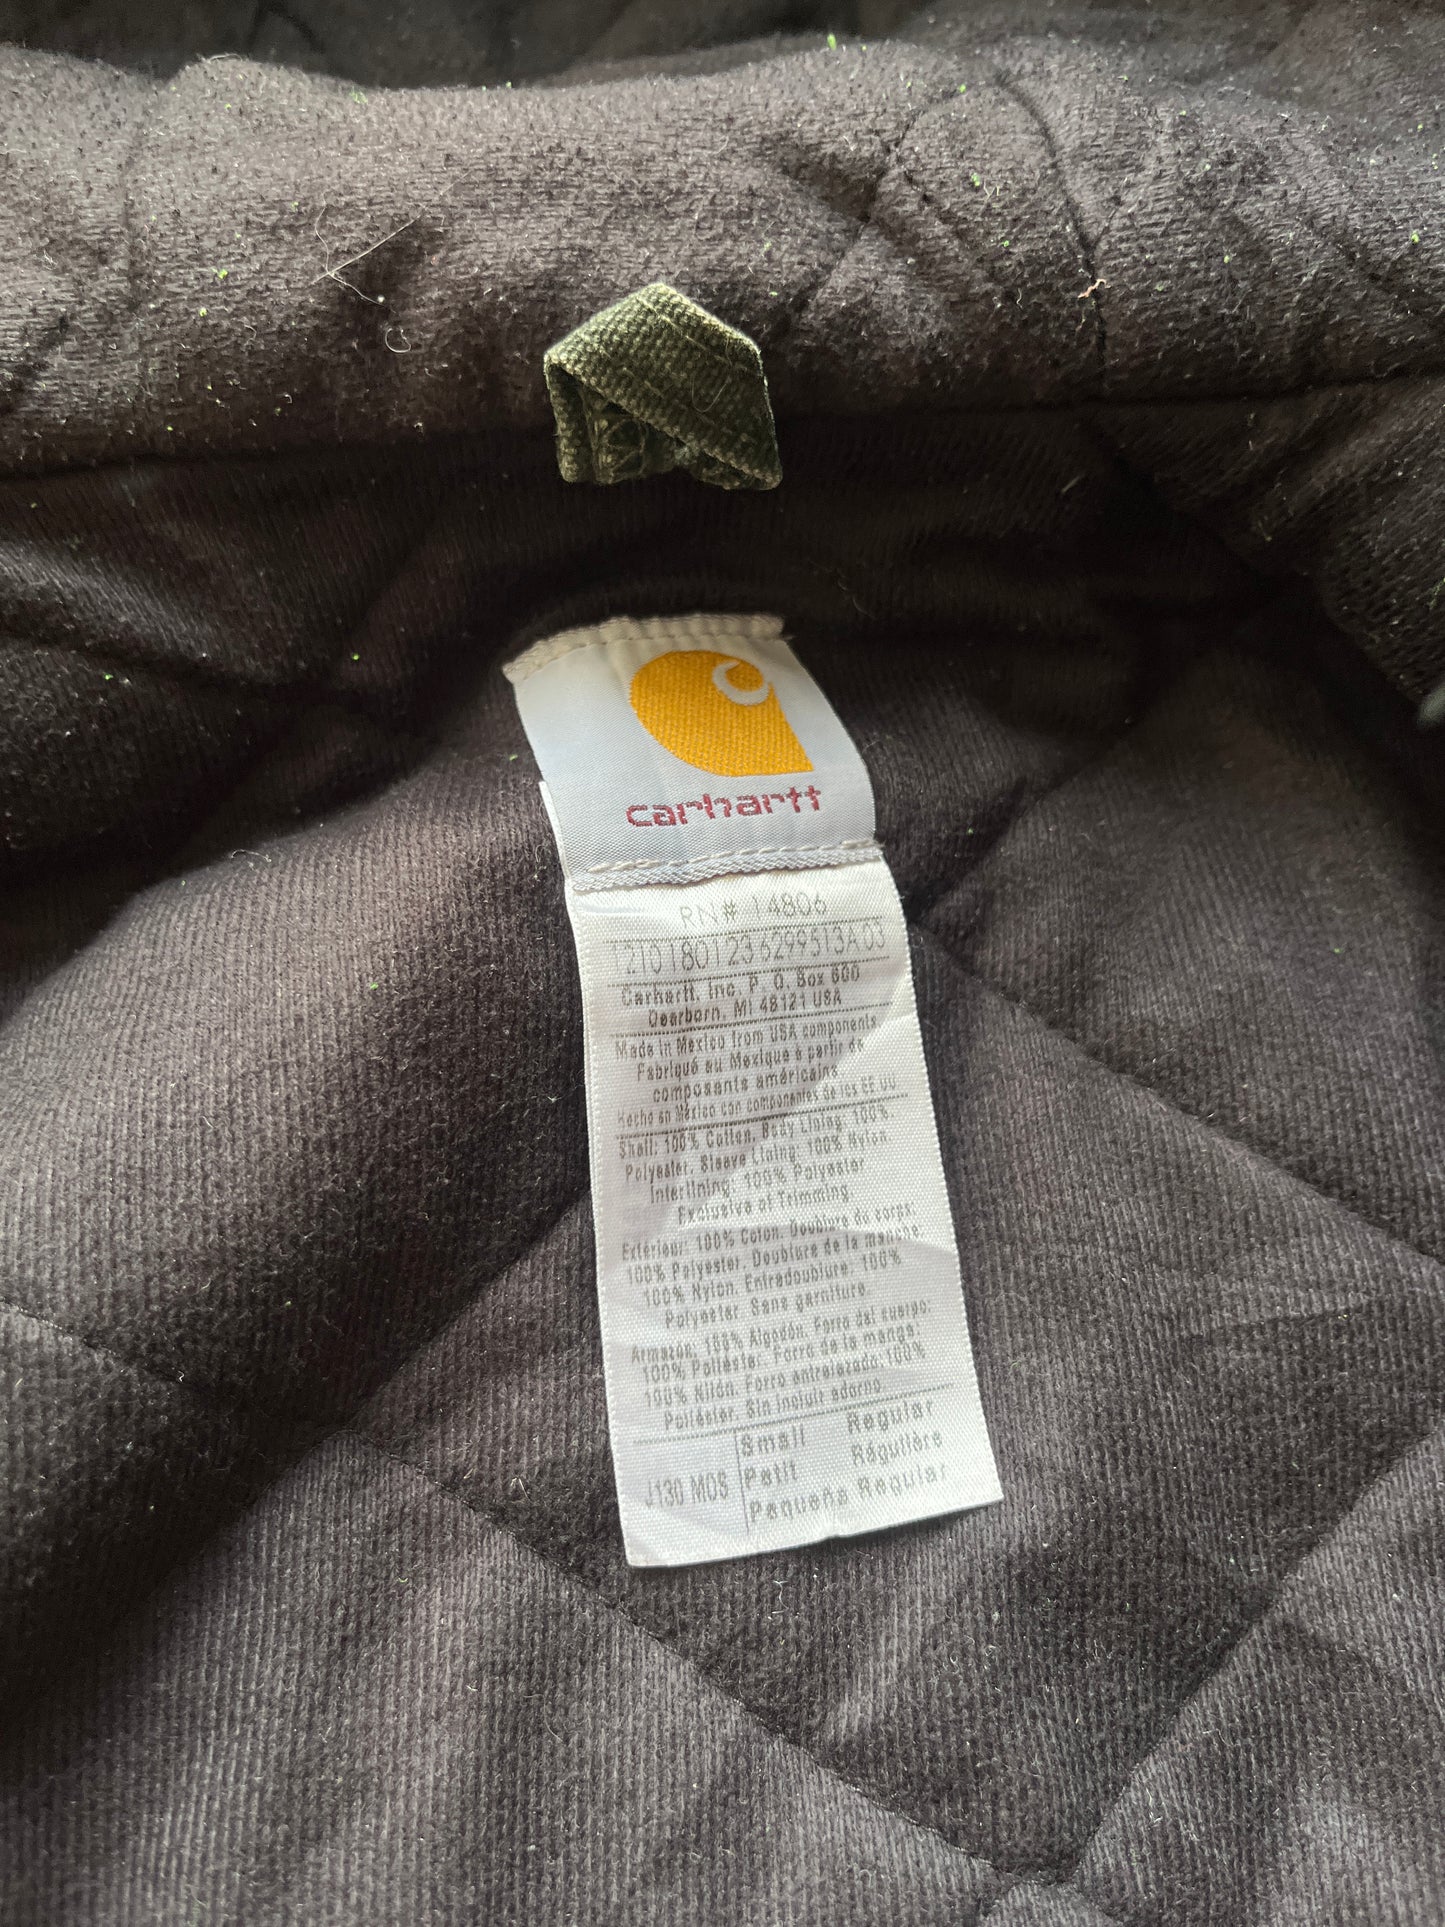 carhartt
RN# 14806
121018012362995 13A 03
Carhartt, Inc. P. O. Box 600
Dearborn, MI 48121 USA
Made in Mexico from USA components
Fabriqué au Mexique à partir de
composants américains
Hecho en México con componentes de los EE UU
Shell: 100% Cotton. Body Lining 100%
Polyester. Sleeve Lining: 100% Nylon
Interlining: 100% Polyester
Exclusive of Trimming
Extérieur: 100% Coton. Doublure du corps:
100% Polyester. Doublure de la manche:
100% Nylon. Entredoublure: 100%
Polyester. Sans garniture.
Armazón: 100% Algodón. Forro del cuerpo:
100% Poliéster. Forro de la manga:
100% Nilón. Forro entrelazado: 100%
Poliéster. Sin incluir adorno.
J130 MOS
Small Regular
Petit Régulière
Pequeña Regular